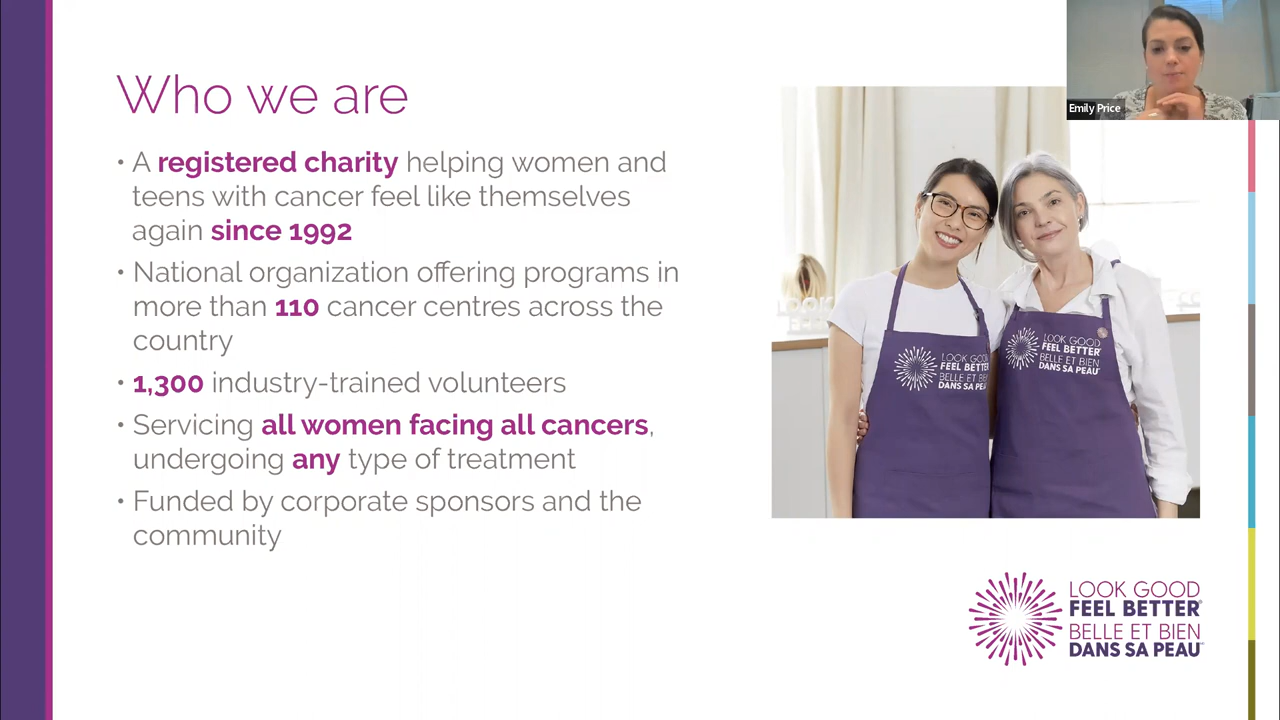 Who we are
Emily Price
• A registered charity helping women and
teens with cancer feel like themselves
again since 1992
• National organization offering programs in
more than 110 cancer centres across the
country
• 1,300 industry-trained volunteers
• Servicing all women facing all cancers,
undergoing any type of treatment
• Funded by corporate sponsors and the
community
LOOK GOOD
FEEL BETTER
BELLE ET BIEN
DANS SA PEAU
LOOK GOOD
FEEL BETTER
BELLE ET BIEN
DANS SA PEAU
LOOK GOOD
FEEL BETTER®
BELLE ET BIEN
DANS SA PEAU